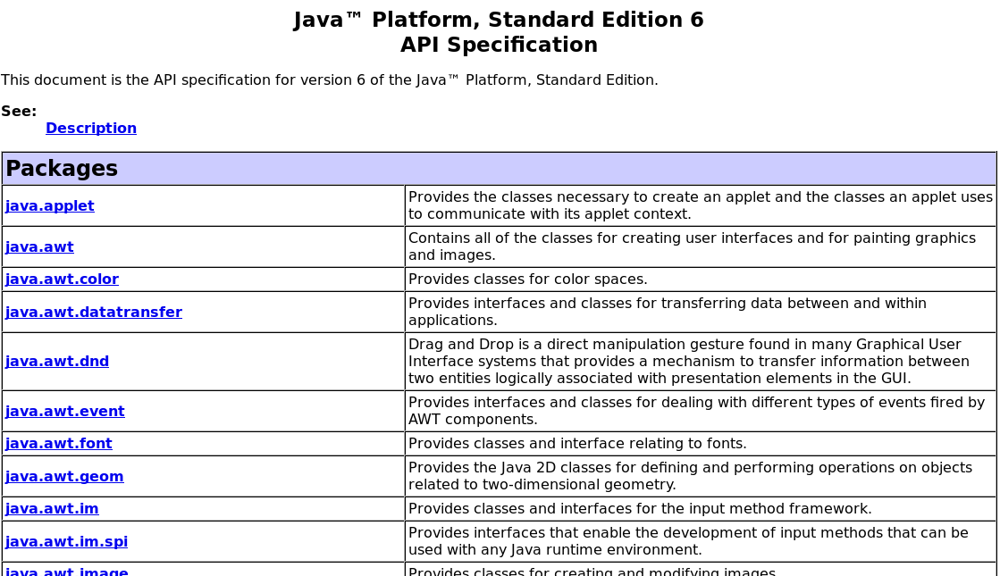 Java™ Platform, Standard Edition 6
API Specification
This document is the API specification for version 6 of the Java™ Platform, Standard Edition.
See:
Description
Packages
java.applet
Provides the classes necessary to create an applet and the classes an applet uses
to communicate with its applet context.
java.awt
Contains all of the classes for creating user interfaces and for painting graphics
and images.
java.awt.color
Provides classes for color spaces.
java.awt.datatransfer
Provides interfaces and classes for transferring data between and within
applications.
java.awt.dnd
Drag and Drop is a direct manipulation gesture found in many Graphical User
Interface systems that provides a mechanism to transfer information between
two entities logically associated with presentation elements in the GUI.
java.awt.event
Provides interfaces and classes for dealing with different types of events fired by
AWT components.
java.awt.font
Provides classes and interface relating to fonts.
java.awt.geom
Provides the Java 2D classes for defining and performing operations on objects
related to two-dimensional geometry.
java.awt.im
Provides classes and interfaces for the input method framework.
java.awt.im.spi
Provides interfaces that enable the development of input methods that can be
used with any Java runtime environment.
java.awt.image
Provides classes for creating and modifying images.